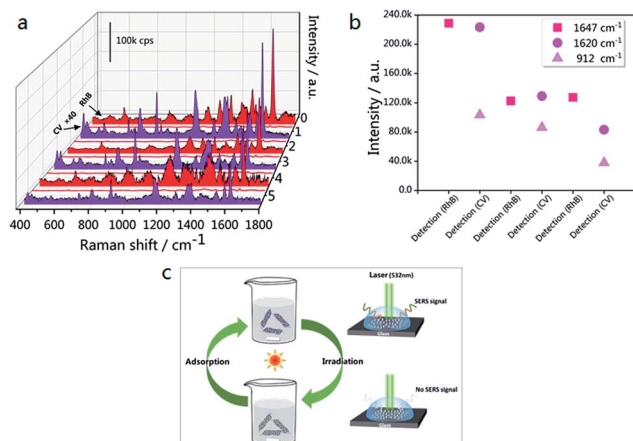 a
100k cps
CV ×40 RhB
Intensity / a.u.
0
1
2
3
4
5
400 600 800 1000 1200 1400 1600 1800
Raman shift / cm-1
b
Intensity / a.u.
240.0k
200.0k
160.0k
120.0k
80.0k
40.0k
0.0
1647 cm-1
1620 cm-1
912 cm-1
Detection (RhB)
Detection (CV)
Detection (RhB)
Detection (CV)
Detection (RhB)
Detection (CV)
c
Laser (532nm)
SERS signal
Glass
Adsorption
Irradiation
No SERS signal
Glass